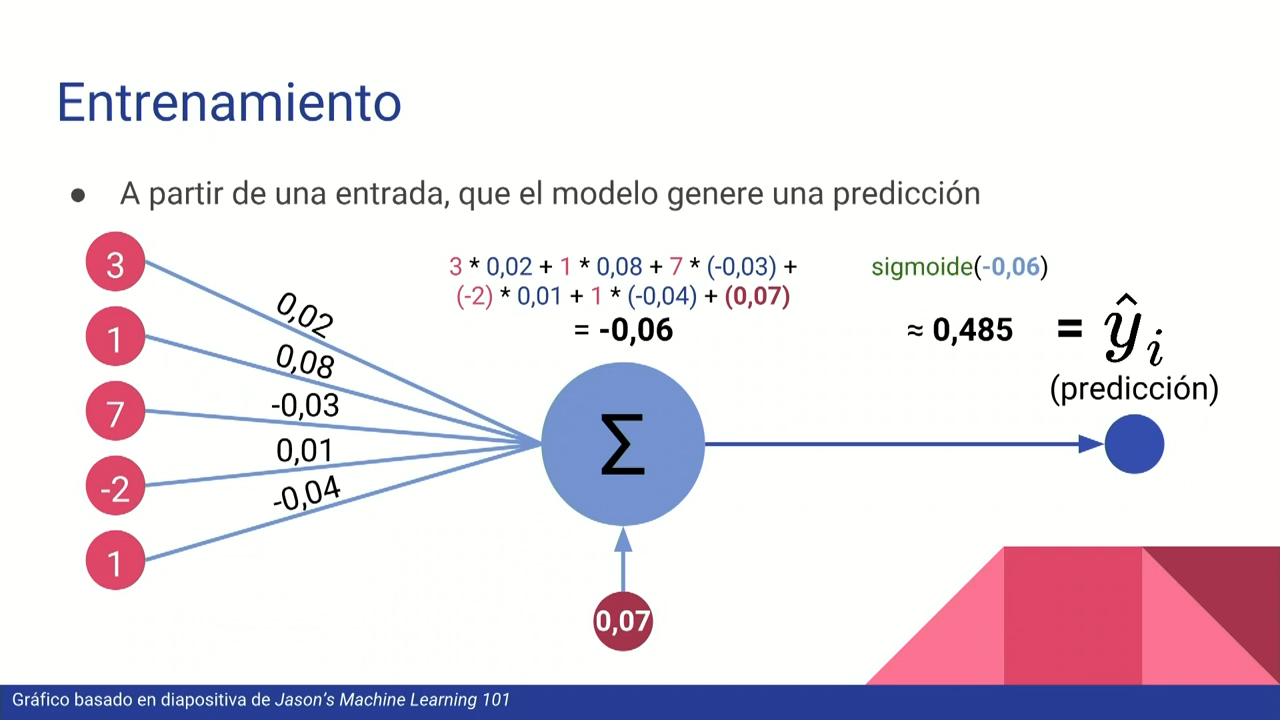 Entrenamiento
● A partir de una entrada, que el modelo genere una predicción
3
1
7
-2
1
0,02
0,08
-0,03
0,01
-0,04
3 * 0,02 + 1 * 0,08 + 7 * (-0,03) +
(-2) * 0,01 + 1 * (-0,04) + (0,07)
= -0,06
Σ
0,07
sigmoide(-0,06)
≈ 0,485 = ŷᵢ
(predicción)
Gráfico basado en diapositiva de Jason's Machine Learning 101